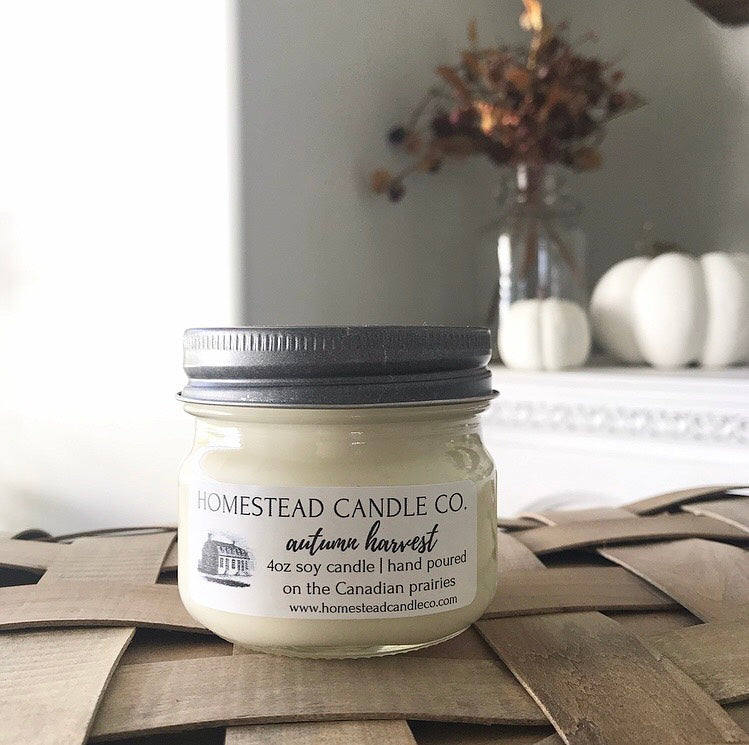 HOMESTEAD CANDLE CO.
autumn harvest
4oz soy candle | hand poured
on the Canadian prairies
www.homesteadcandleco.com